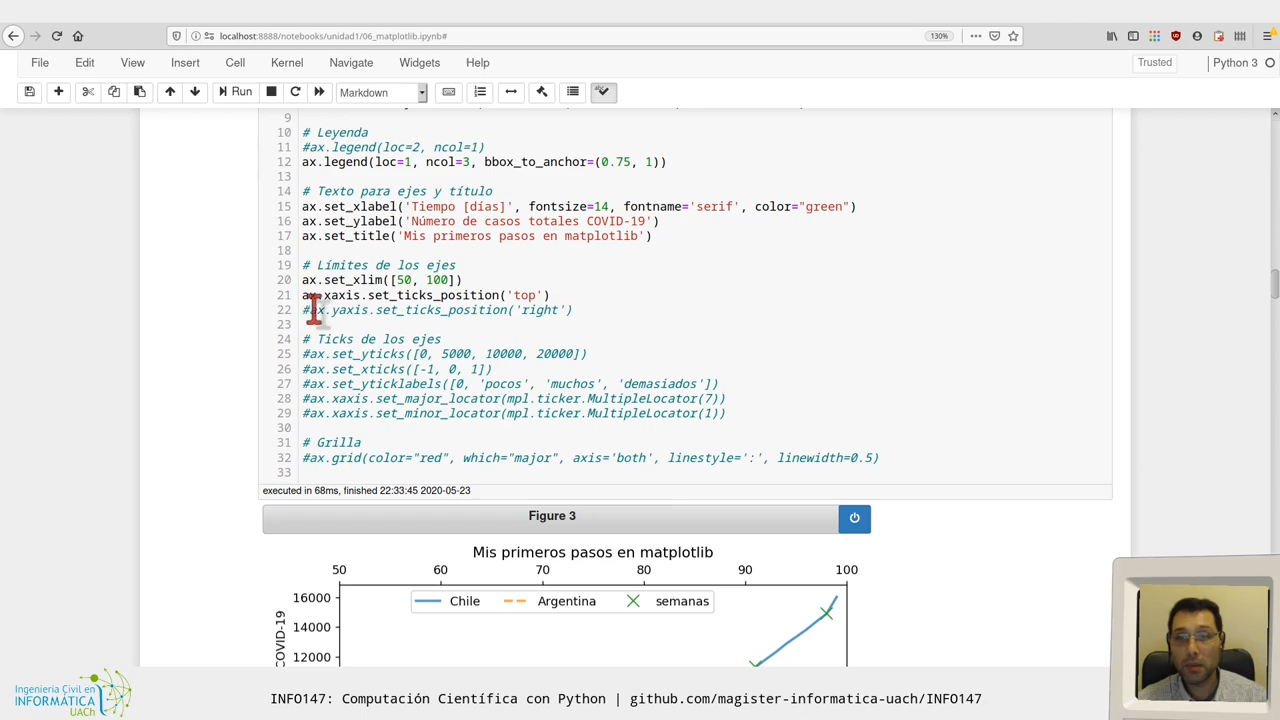 localhost:8888/notebooks/unidad1/06_matplotlib.ipynb#
130%
File Edit View Insert Cell Kernel Navigate Widgets Help
Trusted
Python 3
Run
Markdown
9
10 # Leyenda
11 #ax.legend(loc=2, ncol=1)
12 ax.legend(loc=1, ncol=3, bbox_to_anchor=(0.75, 1))
13
14 # Texto para ejes y título
15 ax.set_xlabel('Tiempo [días]', fontsize=14, fontname='serif', color="green")
16 ax.set_ylabel('Número de casos totales COVID-19')
17 ax.set_title('Mis primeros pasos en matplotlib')
18
19 # Límites de los ejes
20 ax.set_xlim([50, 100])
21 ax.xaxis.set_ticks_position('top')
22 #ax.yaxis.set_ticks_position('right')
23
24 # Ticks de los ejes
25 #ax.set_yticks([0, 5000, 10000, 20000])
26 #ax.set_xticks([-1, 0, 1])
27 #ax.set_yticklabels([0, 'pocos', 'muchos', 'demasiados'])
28 #ax.xaxis.set_major_locator(mpl.ticker.MultipleLocator(7))
29 #ax.xaxis.set_minor_locator(mpl.ticker.MultipleLocator(1))
30
31 # Grilla
32 #ax.grid(color="red", which="major", axis='both', linestyle=':', linewidth=0.5)
33
executed in 68ms, finished 22:33:45 2020-05-23
Figure 3
Mis primeros pasos en matplotlib
50 60 70 80 90 100
Chile Argentina semanas
16000
14000
12000
COVID-19
Ingeniería Civil en
INFORMÁTICA
UACh
INFO147: Computación Científica con Python | github.com/magister-informatica-uach/INFO147